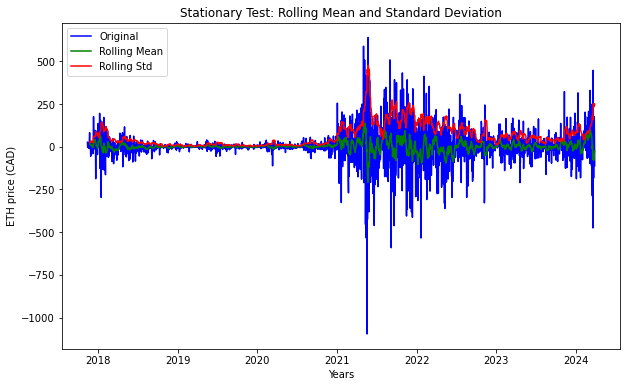 Stationary Test: Rolling Mean and Standard Deviation
Original
Rolling Mean
Rolling Std
ETH price (CAD)
500
250
0
−250
−500
−750
−1000
2018 2019 2020 2021 2022 2023 2024
Years